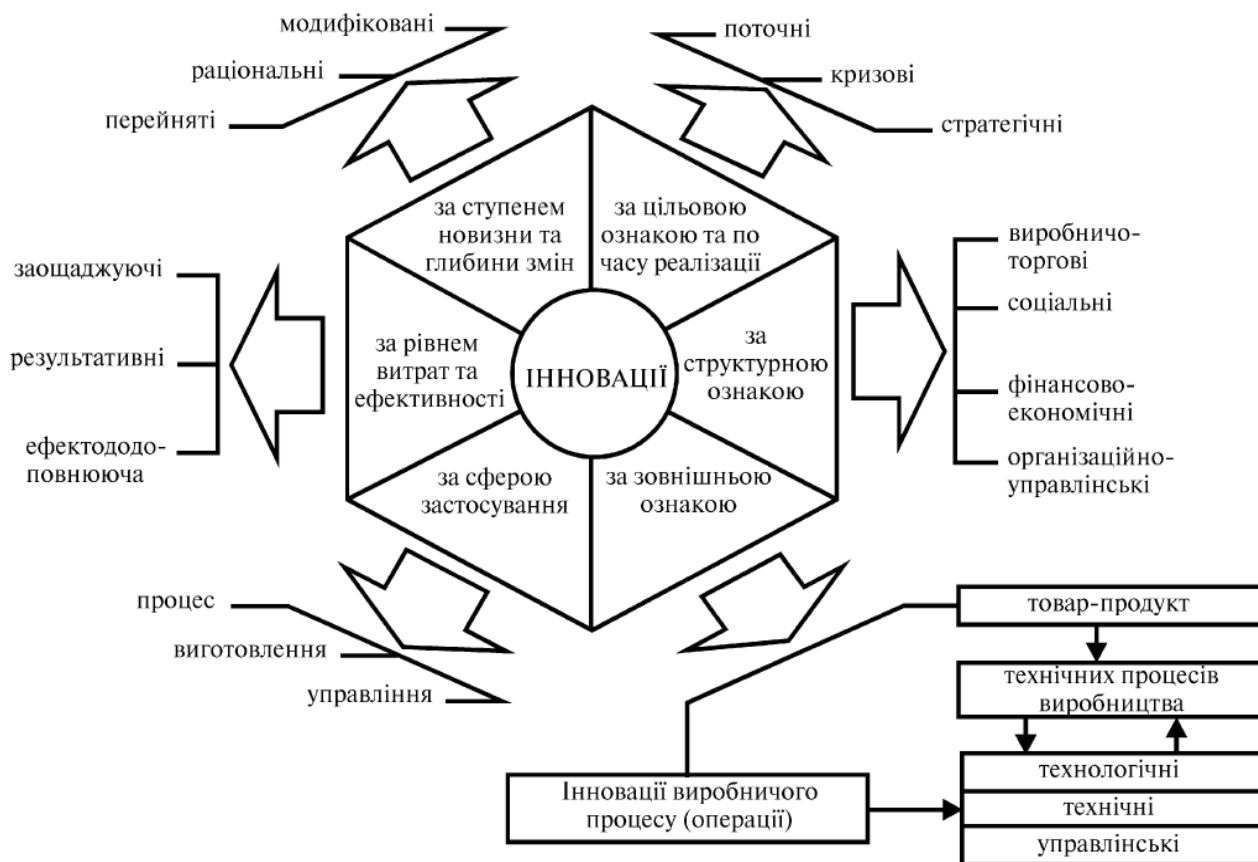 модифіковані
раціональні
перейняті
поточні
кризові
стратегічні
за ступенем
новизни та
глибини змін
за цільовою
ознакою та по
часу реалізації
заощаджуючі
результативні
ефектододо-
повнююча
за рівнем
витрат та
ефективності
ІННОВАЦІЇ
за
структурною
ознакою
виробничо-
торгові
соціальні
фінансово-
економічні
організаційно-
управлінські
за сферою
застосування
за зовнішньою
ознакою
процес
виготовлення
управління
товар-продукт
технічних процесів
виробництва
Інновації виробничого
процесу (операції)
технологічні
технічні
управлінські